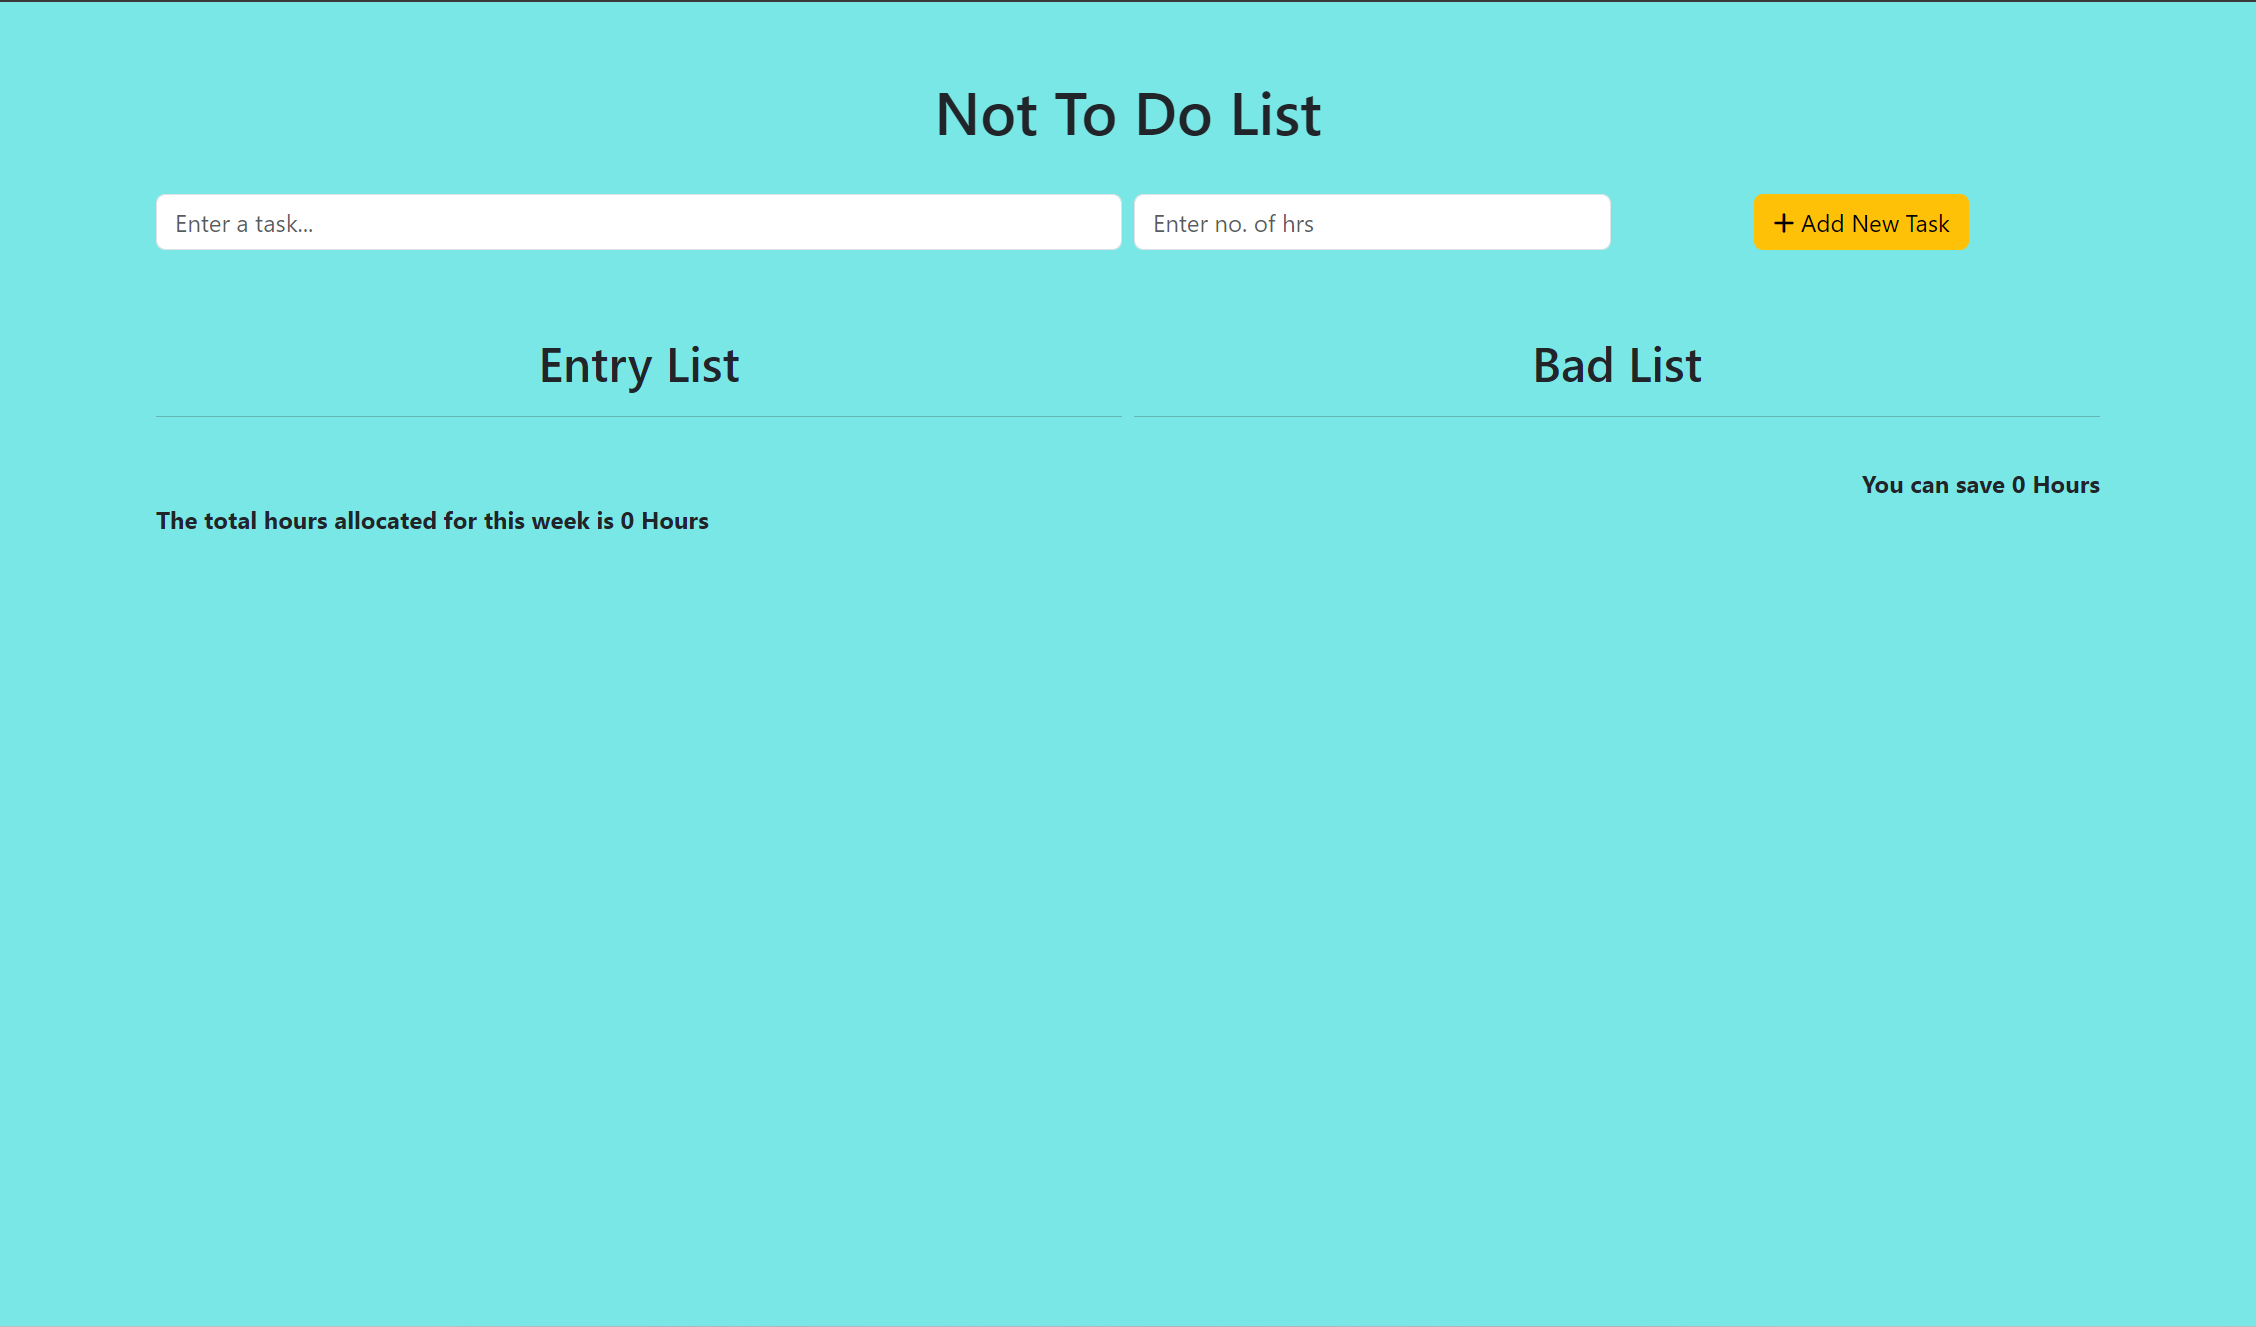 Not To Do List
Enter a task...
Enter no. of hrs
+ Add New Task
Entry List
Bad List
You can save 0 Hours
The total hours allocated for this week is 0 Hours